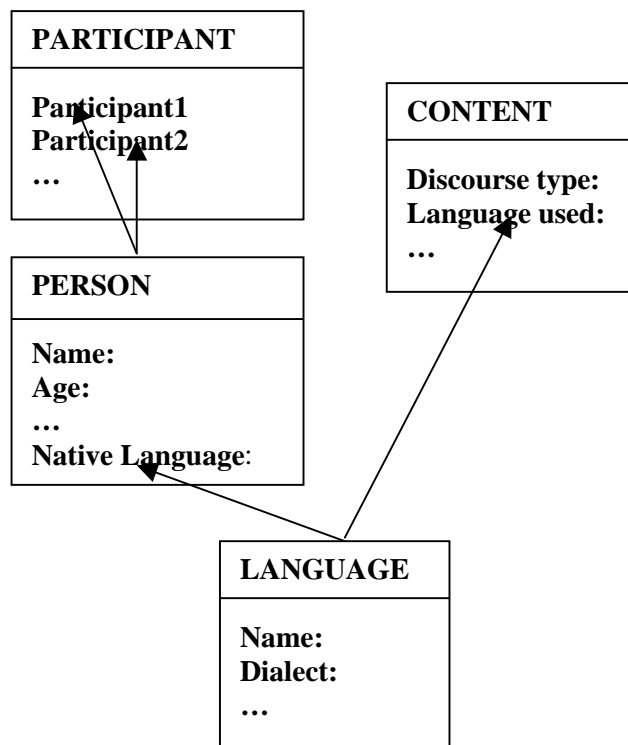 PARTICIPANT
Participant1
Participant2
…
CONTENT
Discourse type:
Language used:
…
PERSON
Name:
Age:
…
Native Language:
LANGUAGE
Name:
Dialect:
…